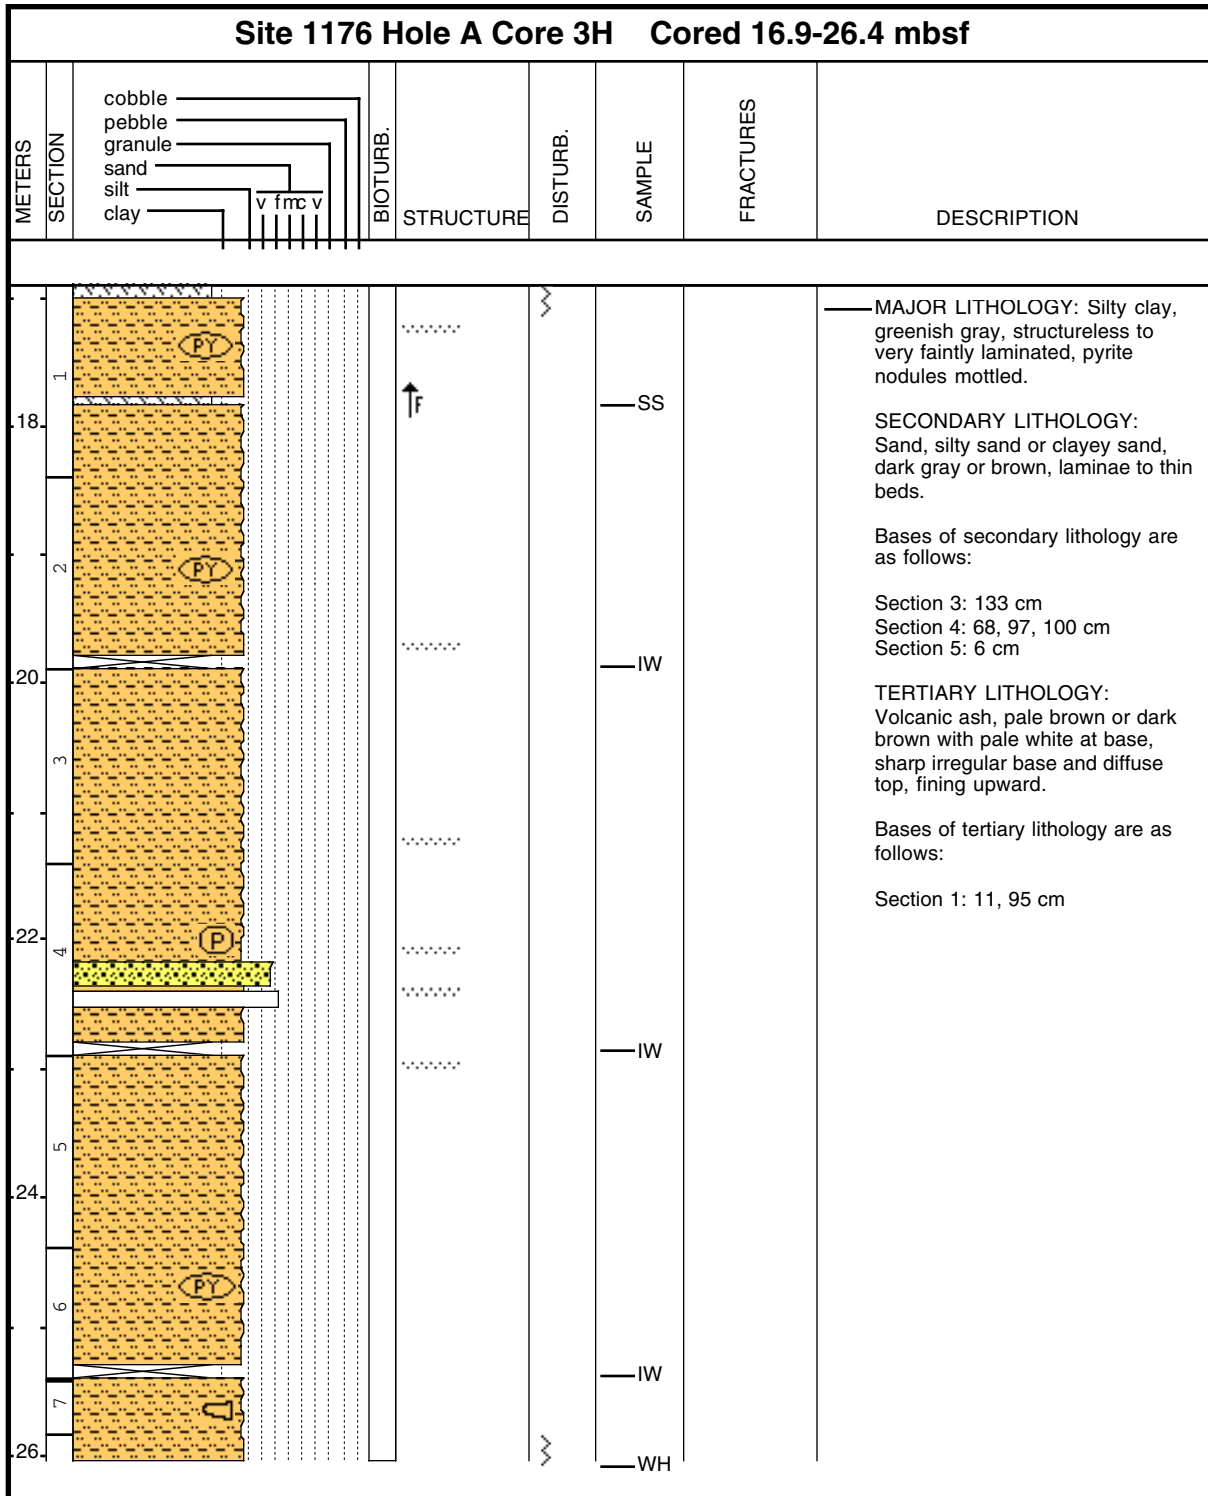 Site 1176 Hole A Core 3H Cored 16.9-26.4 mbsf
METERS
SECTION
cobble
pebble
granule
sand
silt
clay
v f m c v
BIOTURB.
STRUCTURE
DISTURB.
SAMPLE
FRACTURES
DESCRIPTION
PY
1
F
SS
18
2
PY
IW
20
3
22
4
P
IW
5
24
PY
6
IW
7
26
WH
MAJOR LITHOLOGY: Silty clay,
greenish gray, structureless to
very faintly laminated, pyrite
nodules mottled.
SECONDARY LITHOLOGY:
Sand, silty sand or clayey sand,
dark gray or brown, laminae to thin
beds.
Bases of secondary lithology are
as follows:
Section 3: 133 cm
Section 4: 68, 97, 100 cm
Section 5: 6 cm
TERTIARY LITHOLOGY:
Volcanic ash, pale brown or dark
brown with pale white at base,
sharp irregular base and diffuse
top, fining upward.
Bases of tertiary lithology are as
follows:
Section 1: 11, 95 cm